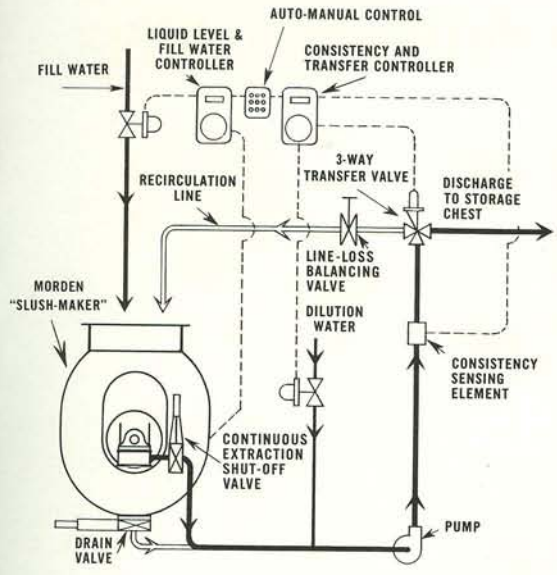 AUTO-MANUAL CONTROL
LIQUID LEVEL &
FILL WATER
CONTROLLER
CONSISTENCY AND
TRANSFER CONTROLLER
FILL WATER
3-WAY
TRANSFER VALVE
DISCHARGE
TO STORAGE
CHEST
RECIRCULATION
LINE
LINE-LOSS
BALANCING
VALVE
MORDEN
"SLUSH-MAKER"
DILUTION
WATER
CONSISTENCY
SENSING
ELEMENT
CONTINUOUS
EXTRACTION
SHUT-OFF
VALVE
PUMP
DRAIN
VALVE